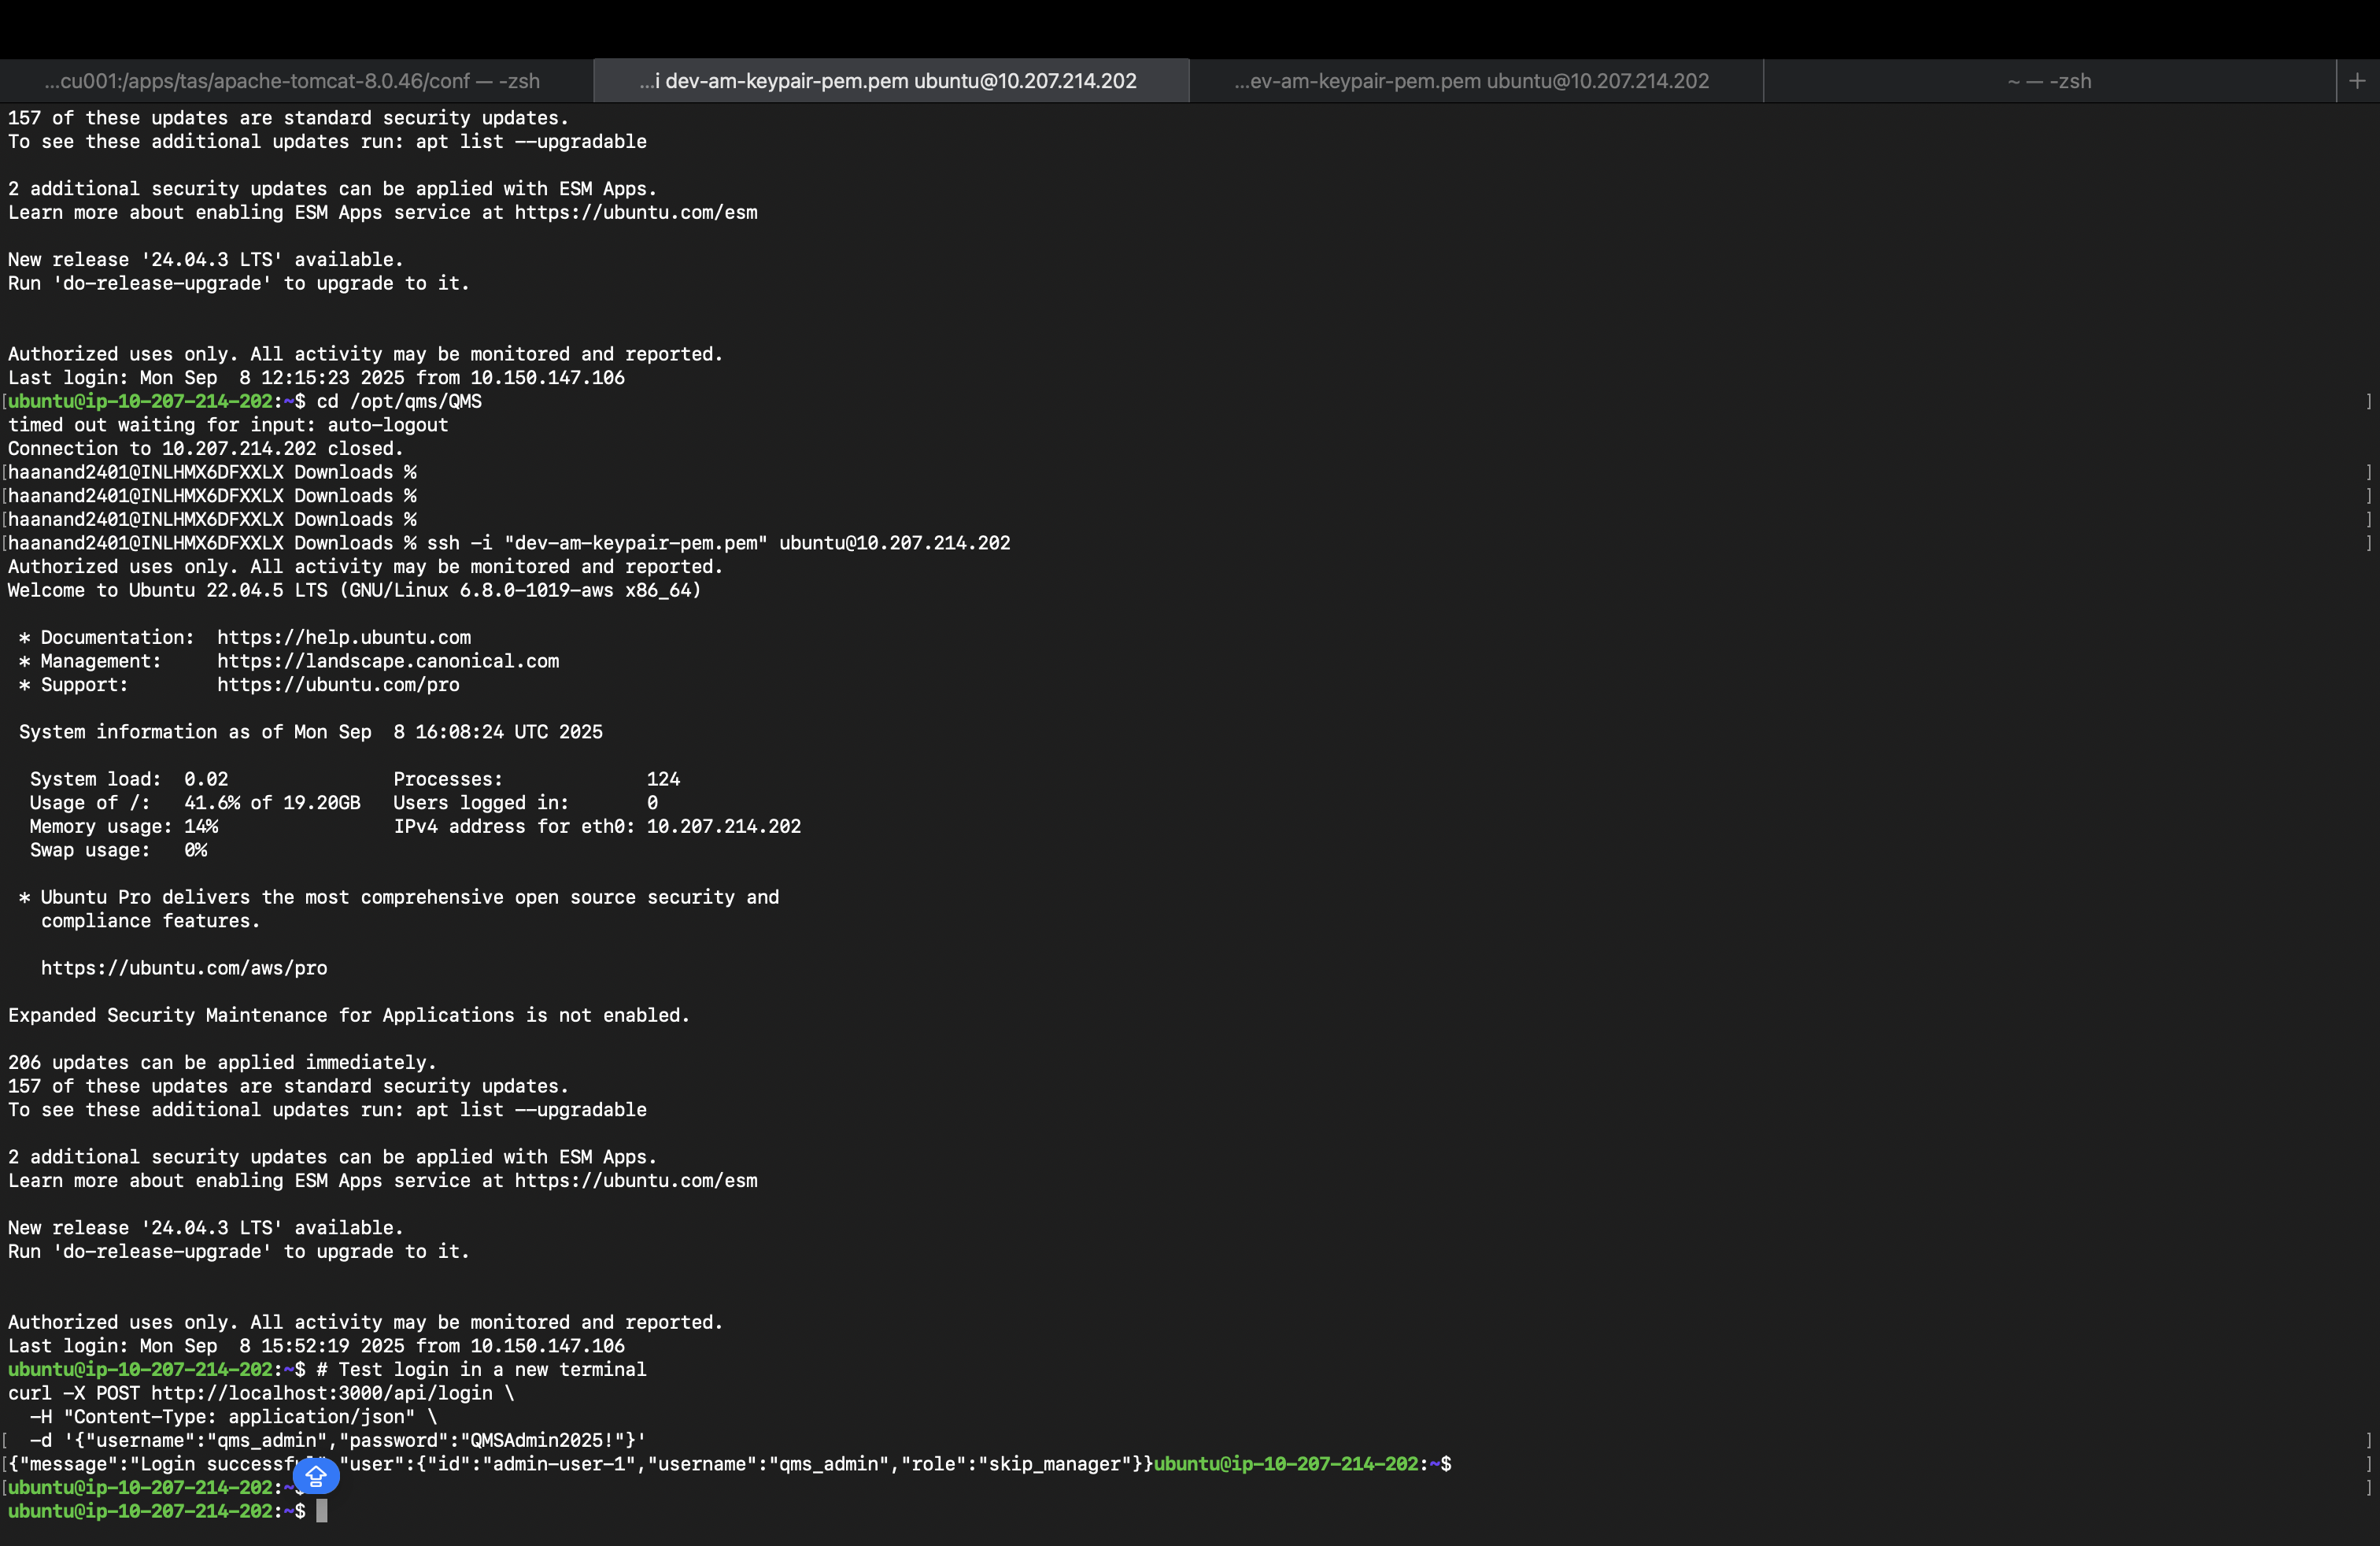 ...cu001:/apps/tas/apache-tomcat-8.0.46/conf — -zsh
...i dev-am-keypair-pem.pem ubuntu@10.207.214.202
...ev-am-keypair-pem.pem ubuntu@10.207.214.202
~ — -zsh
+
157 of these updates are standard security updates.
To see these additional updates run: apt list --upgradable
2 additional security updates can be applied with ESM Apps.
Learn more about enabling ESM Apps service at https://ubuntu.com/esm
New release '24.04.3 LTS' available.
Run 'do-release-upgrade' to upgrade to it.
Authorized uses only. All activity may be monitored and reported.
Last login: Mon Sep  8 12:15:23 2025 from 10.150.147.106
[ubuntu@ip-10-207-214-202:~$ cd /opt/qms/QMS ]
timed out waiting for input: auto-logout
Connection to 10.207.214.202 closed.
[haanand2401@INLHMX6DFXXLX Downloads % ]
[haanand2401@INLHMX6DFXXLX Downloads % ]
[haanand2401@INLHMX6DFXXLX Downloads % ]
[haanand2401@INLHMX6DFXXLX Downloads % ssh -i "dev-am-keypair-pem.pem" ubuntu@10.207.214.202 ]
Authorized uses only. All activity may be monitored and reported.
Welcome to Ubuntu 22.04.5 LTS (GNU/Linux 6.8.0-1019-aws x86_64)
* Documentation:  https://help.ubuntu.com
* Management:     https://landscape.canonical.com
* Support:        https://ubuntu.com/pro
System information as of Mon Sep  8 16:08:24 UTC 2025
System load:  0.02               Processes:             124
Usage of /:   41.6% of 19.20GB   Users logged in:       0
Memory usage: 14%                IPv4 address for eth0: 10.207.214.202
Swap usage:   0%
* Ubuntu Pro delivers the most comprehensive open source security and
compliance features.
https://ubuntu.com/aws/pro
Expanded Security Maintenance for Applications is not enabled.
206 updates can be applied immediately.
157 of these updates are standard security updates.
To see these additional updates run: apt list --upgradable
2 additional security updates can be applied with ESM Apps.
Learn more about enabling ESM Apps service at https://ubuntu.com/esm
New release '24.04.3 LTS' available.
Run 'do-release-upgrade' to upgrade to it.
Authorized uses only. All activity may be monitored and reported.
Last login: Mon Sep  8 15:52:19 2025 from 10.150.147.106
ubuntu@ip-10-207-214-202:~$ # Test login in a new terminal
curl -X POST http://localhost:3000/api/login \
-H "Content-Type: application/json" \
[  -d '{"username":"qms_admin","password":"QMSAdmin2025!"}' ]
[{"message":"Login "user":{"id":"admin-user-1","username":"qms_admin","role":"skip_manager"}}ubuntu@ip-10-207-214-202:~$ ]
[ubuntu@ip-10-207-214-202:~$ ]
ubuntu@ip-10-207-214-202:~$